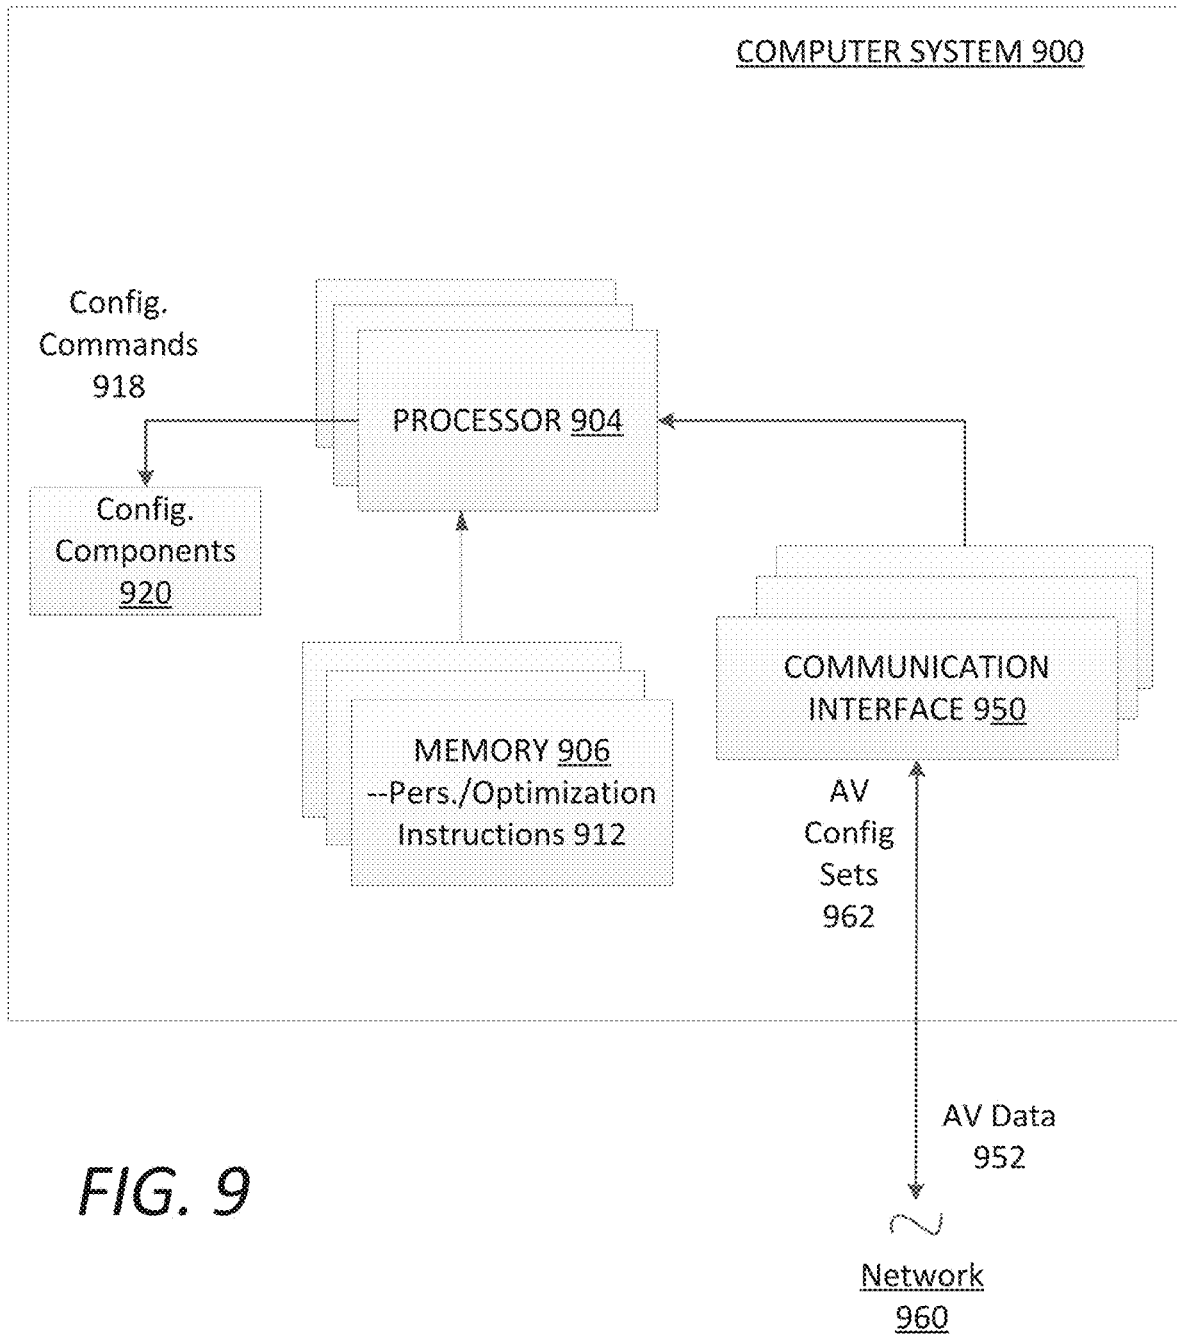 COMPUTER SYSTEM 900
Config.
Commands
918
PROCESSOR 904
Config.
Components
920
COMMUNICATION
INTERFACE 950
MEMORY 906
--Pers./Optimization
Instructions 912
AV
Config
Sets
962
AV Data
952
FIG. 9
Network
960